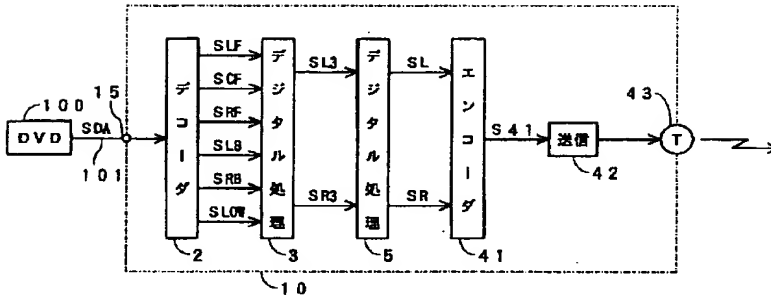 100
DVD
SDA
101
15
デコーダ
2
SLF
SCF
SRF
SLB
SRB
SLOW
デジタル処理
3
SL3
SR3
デジタル処理
5
SL
SR
エンコーダ
41
S41
送信
42
43
T
10